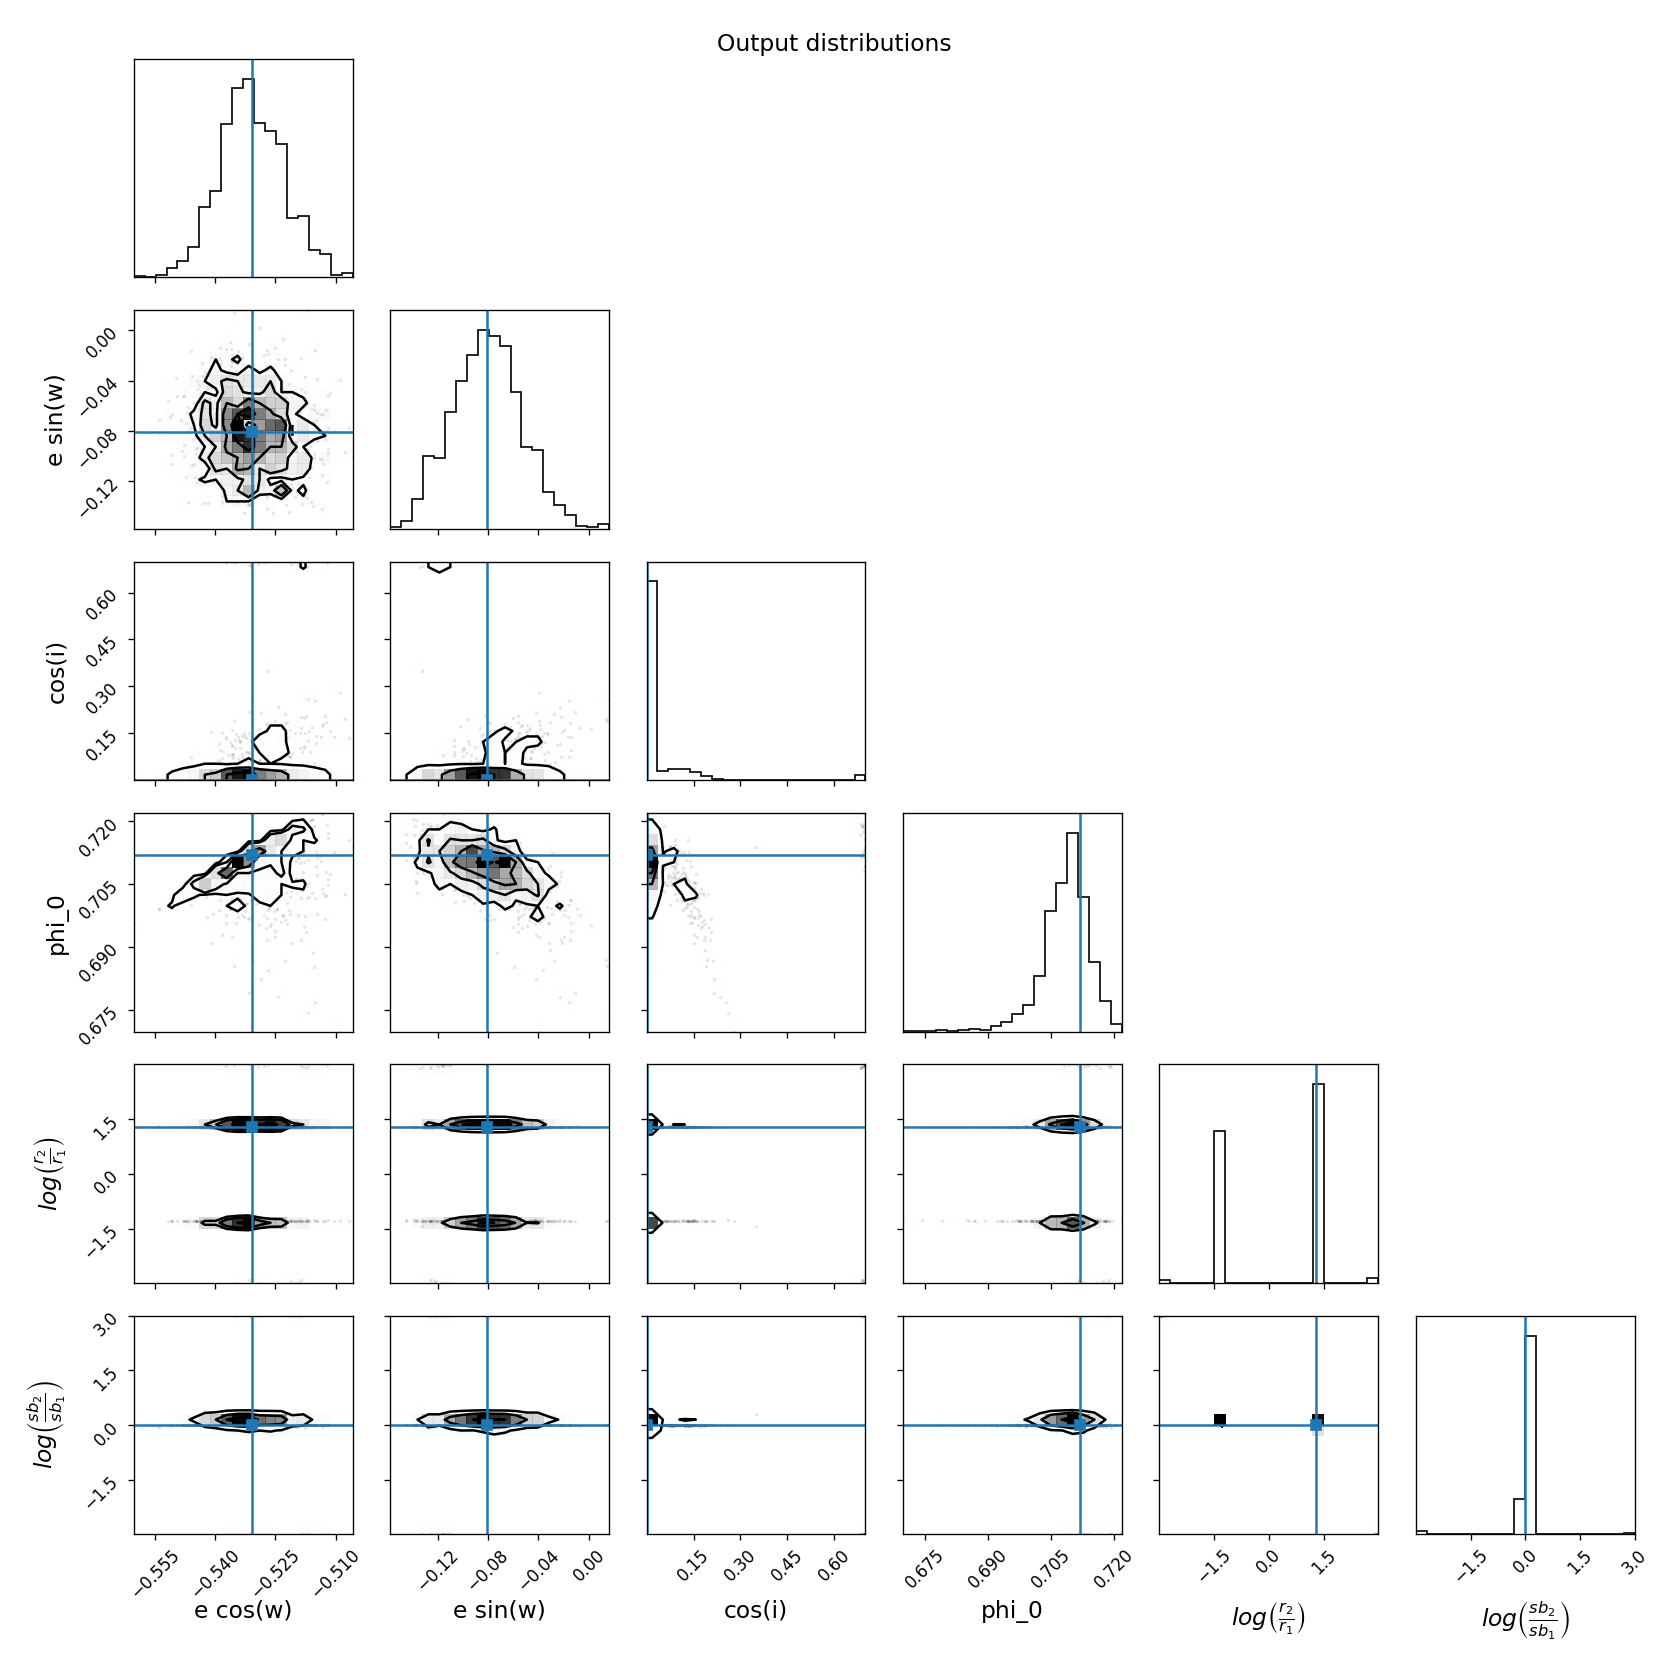 Output distributions
e sin(w)
0.00
−0.04
−0.08
−0.12
cos(i)
0.60
0.45
0.30
0.15
phi_0
0.720
0.705
0.690
0.675
log(r₂/r₁)
1.5
0.0
−1.5
log(sb₂/sb₁)
3.0
1.5
0.0
−1.5
−0.555 −0.540 −0.525 −0.510
e cos(w)
−0.12 −0.08 −0.04 0.00
e sin(w)
0.15 0.30 0.45 0.60
cos(i)
0.675 0.690 0.705 0.720
phi_0
−1.5 0.0 1.5
log(r₂/r₁)
−1.5 0.0 1.5 3.0
log(sb₂/sb₁)